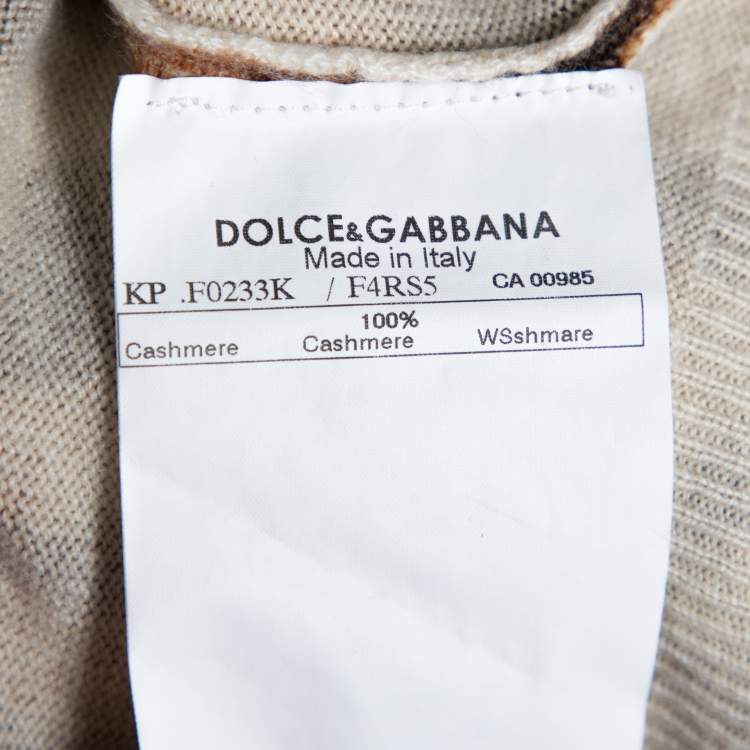 DOLCE&GABBANA
Made in Italy
KP .F0233K / F4RS5 CA 00985
100%
Cashmere Cashmere WSshmare